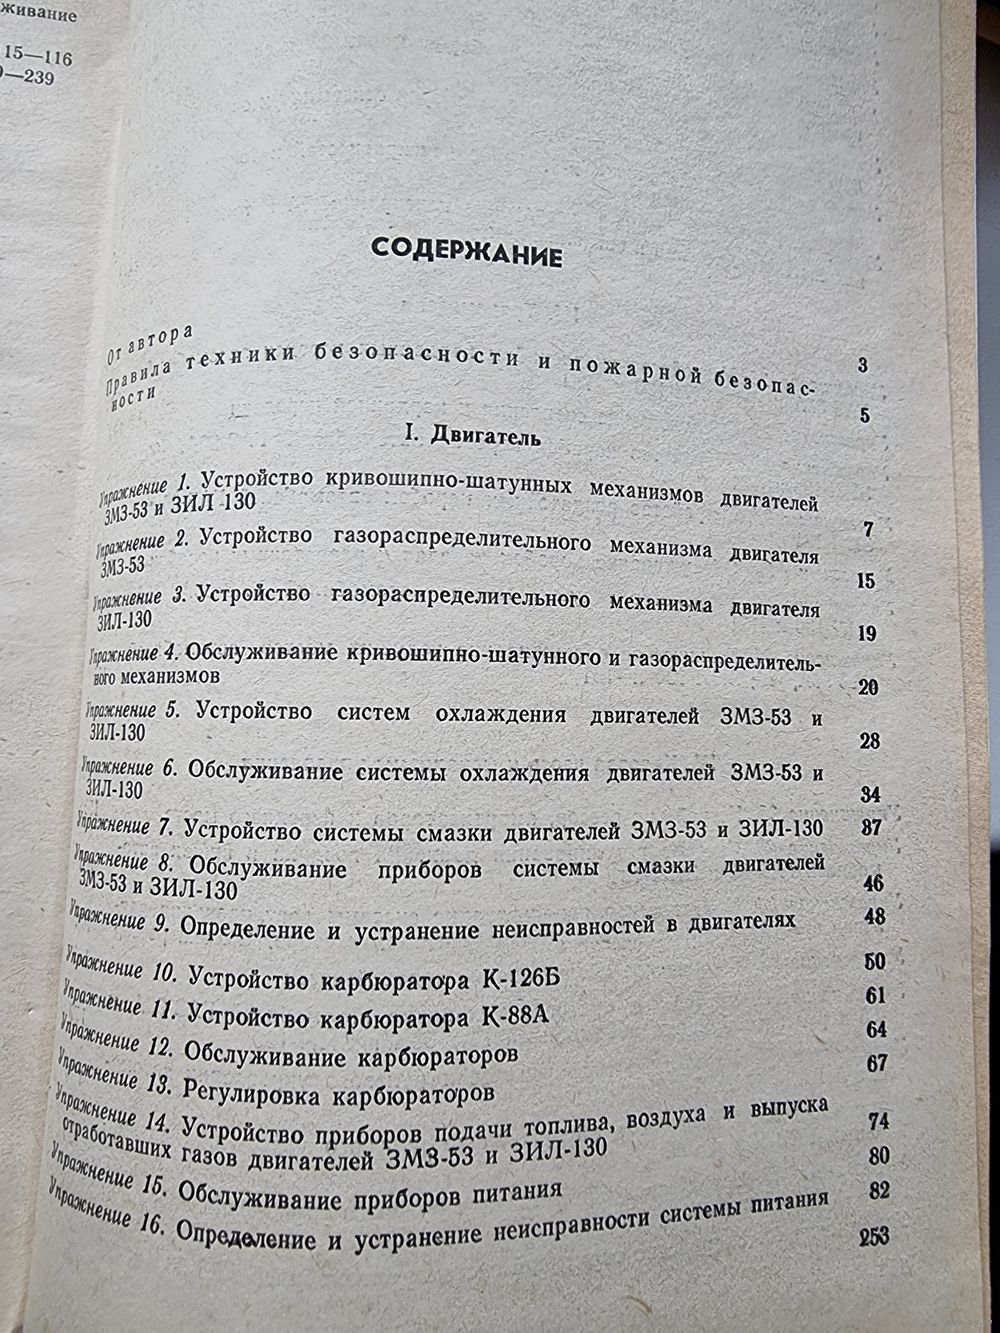 живание
15—116
—239
СОДЕРЖАНИЕ
От автора 3
Правила техники безопасности и пожарной безопас-
ности 5
I. Двигатель
Упражнение 1. Устройство кривошипно-шатунных механизмов двигателей
ЗМЗ-53 и ЗИЛ 130 7
Упражнение 2. Устройство газораспределительного механизма двигателя
ЗМЗ-53 15
Упражнение 3. Устройство газораспределительного механизма двигателя
ЗИЛ-130 19
Упражнение 4. Обслуживание кривошипно-шатунного и газораспределитель-
ного механизмов 20
Упражнение 5. Устройство систем охлаждения двигателей ЗМЗ-53 и
ЗИЛ-130 28
Упражнение 6. Обслуживание системы охлаждения двигателей ЗМЗ-53 и
ЗИЛ-130 34
Упражнение 7. Устройство системы смазки двигателей ЗМЗ-53 и ЗИЛ-130 87
Упражнение 8. Обслуживание приборов системы смазки двигателей
ЗМЗ-53 и ЗИЛ-130 46
Упражнение 9. Определение и устранение неисправностей в двигателях 48
Упражнение 10. Устройство карбюратора К-126Б 50
Упражнение 11. Устройство карбюратора К-88А 61
Упражнение 12. Обслуживание карбюраторов 64
Упражнение 13. Регулировка карбюраторов 67
Упражнение 14. Устройство приборов подачи топлива, воздуха и выпуска
отработавших газов двигателей ЗМЗ-53 и ЗИЛ-130 74
Упражнение 15. Обслуживание приборов питания 80
Упражнение 16. Определение и устранение неисправности системы питания 82
253